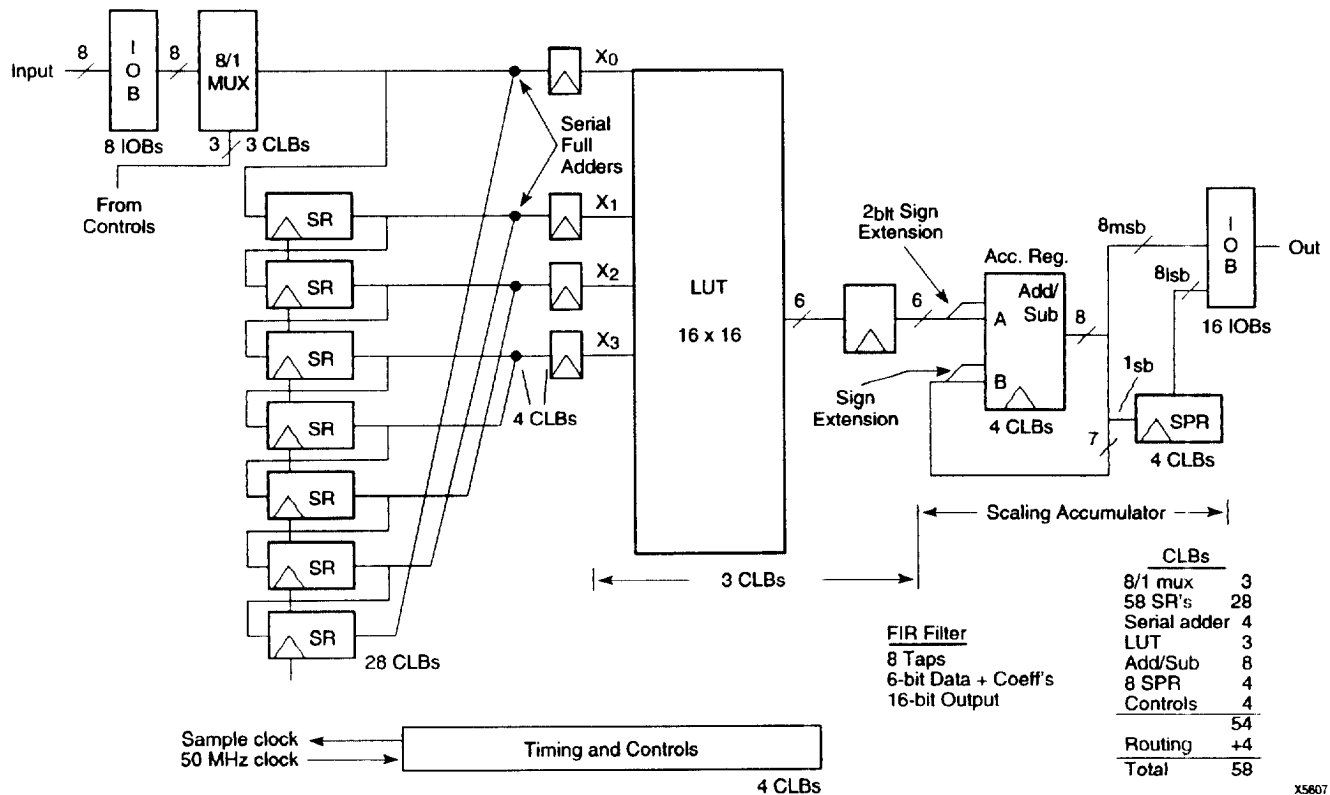 Input
8
I
O
B
8 IOBs
8
8/1
MUX
3
3 CLBs
From
Controls
SR
SR
SR
SR
SR
SR
SR
28 CLBs
Serial
Full
Adders
4 CLBs
X0
X1
X2
X3
LUT
16 x 16
6
6
2bit Sign
Extension
Acc. Reg.
Add/
Sub
A
B
Sign
Extension
4 CLBs
8
8msb
8lsb
1sb
7
SPR
4 CLBs
I
O
B
16 IOBs
Out
3 CLBs
Scaling Accumulator
FIR Filter
8 Taps
6-bit Data + Coeff's
16-bit Output
CLBs
8/1 mux 3
58 SR's 28
Serial adder 4
LUT 3
Add/Sub 8
8 SPR 4
Controls 4
54
Routing +4
Total 58
Sample clock
50 MHz clock
Timing and Controls
4 CLBs
X5607